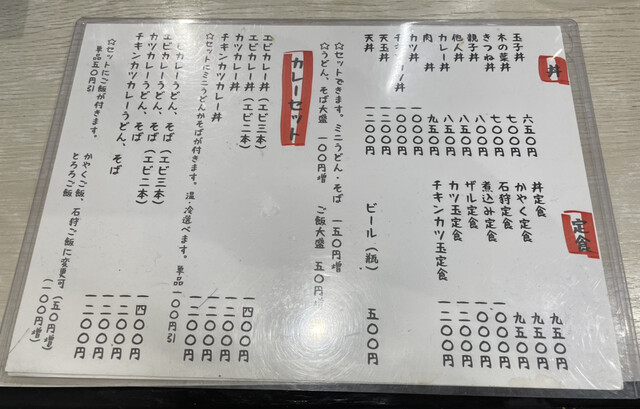 丼
玉子丼 六五〇円
木の葉丼 七〇〇円
きつね丼 七〇〇円
親子丼 八〇〇円
他人丼 八五〇円
カレー丼 八五〇円
肉丼 九五〇円
カツ丼 一〇〇〇円
チキンカツ丼 一〇〇〇円
天玉丼 一二〇〇円
天丼 一二〇〇円
定食
丼定食 九五〇円
かやく定食 九五〇円
石狩定食 九五〇円
煮込み定食 一〇〇〇円
ザル定食 一〇〇〇円
カツ玉定食 一二〇〇円
チキンカツ玉定食 一二〇〇円
ビール(瓶) 五〇〇円
☆セットできます。ミニうどん・そば 一五〇円増
☆うどん、そば大盛 一〇〇円増 ご飯大盛 五〇円増
カレーセット
エビカレー丼(エビ三本) 一四〇〇円
エビカレー丼(エビ二本) 一二〇〇円
カツカレー丼 一二〇〇円
チキンカツカレー丼 一二〇〇円
☆セットにミニうどんかそばが付きます。温・冷選べます。単品一〇〇円引
エビカレーうどん、そば(エビ三本) 一四〇〇円
エビカレーうどん、そば(エビ二本) 一二〇〇円
カツカレーうどん、そば 一二〇〇円
チキンカツカレーうどん、そば 一二〇〇円
☆セットにご飯が付きます。
単品五〇円引
かやくご飯、石狩ご飯に変更可(五〇円増)
とろろご飯 (一〇〇円増)